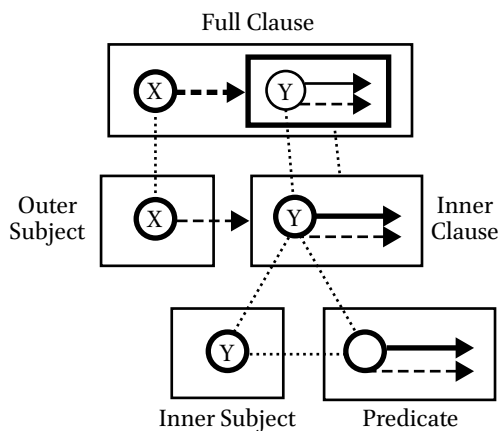 Full Clause
X
Y
Outer
Subject
X
Y
Inner
Clause
Y
Inner Subject
Predicate